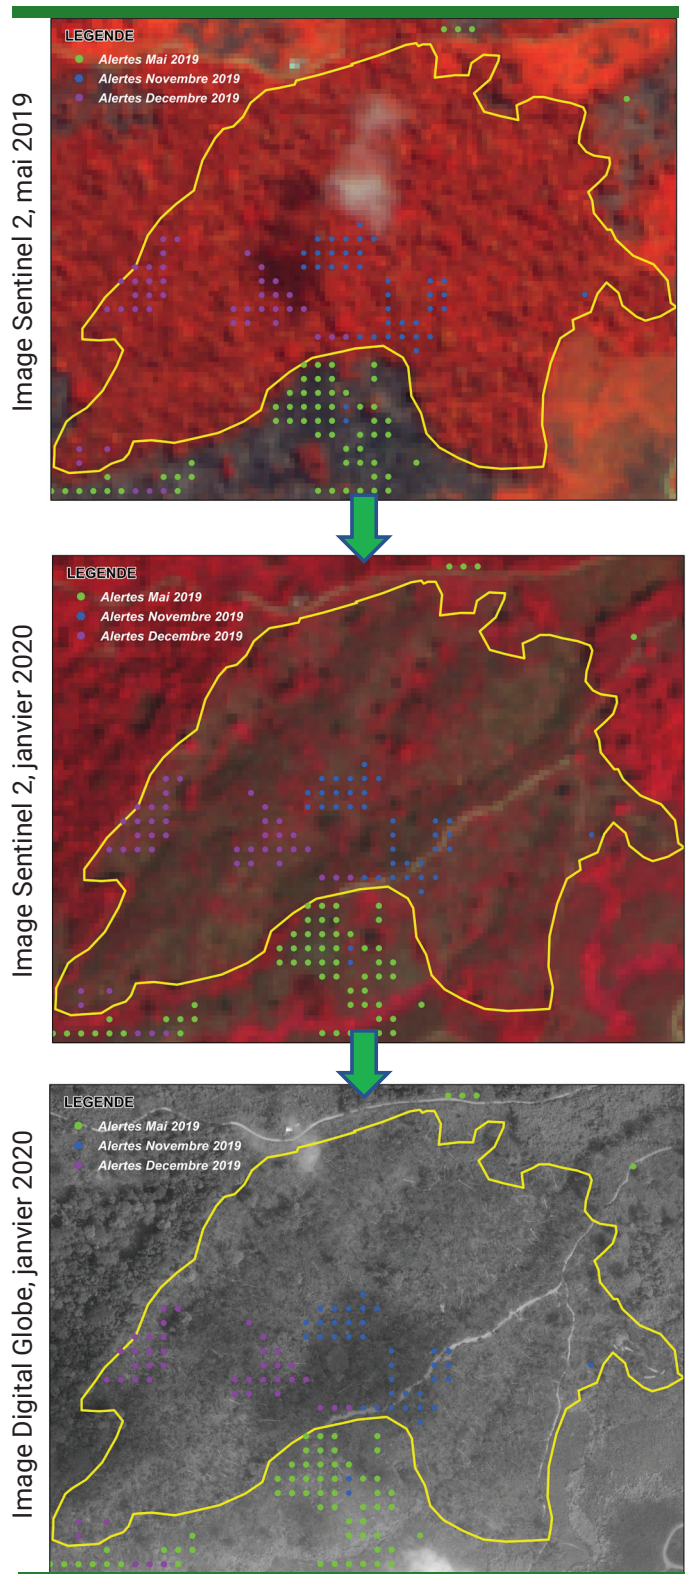 Image Sentinel 2, mai 2019
LEGENDE
Alertes Mai 2019
Alertes Novembre 2019
Alertes Decembre 2019
Image Sentinel 2, janvier 2020
LEGENDE
Alertes Mai 2019
Alertes Novembre 2019
Alertes Decembre 2019
Image Digital Globe, janvier 2020
LEGENDE
Alertes Mai 2019
Alertes Novembre 2019
Alertes Decembre 2019